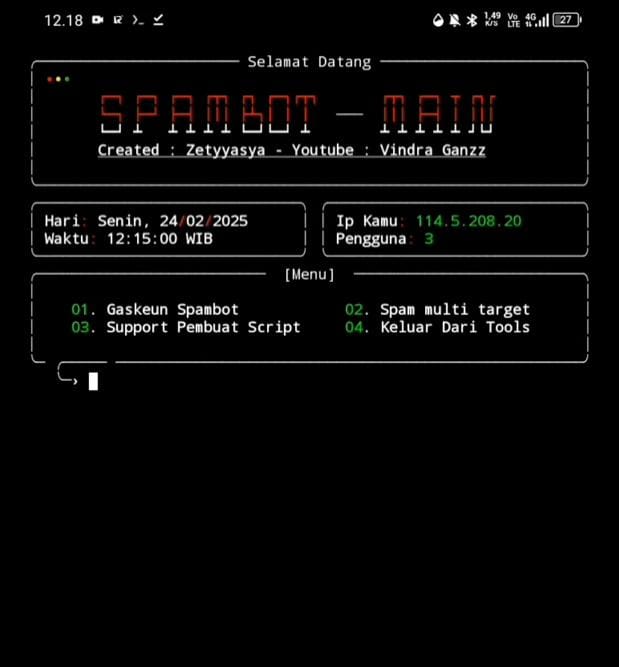 12.18
1,49 K/S Vo LTE 4G 27
Selamat Datang
SPAMBOT — MAIN
Created : Zetyyasya - Youtube : Vindra Ganzz
Hari: Senin, 24/02/2025
Waktu: 12:15:00 WIB
Ip Kamu: 114.5.208.20
Pengguna: 3
[Menu]
01. Gaskeun Spambot
02. Spam multi target
03. Support Pembuat Script
04. Keluar Dari Tools